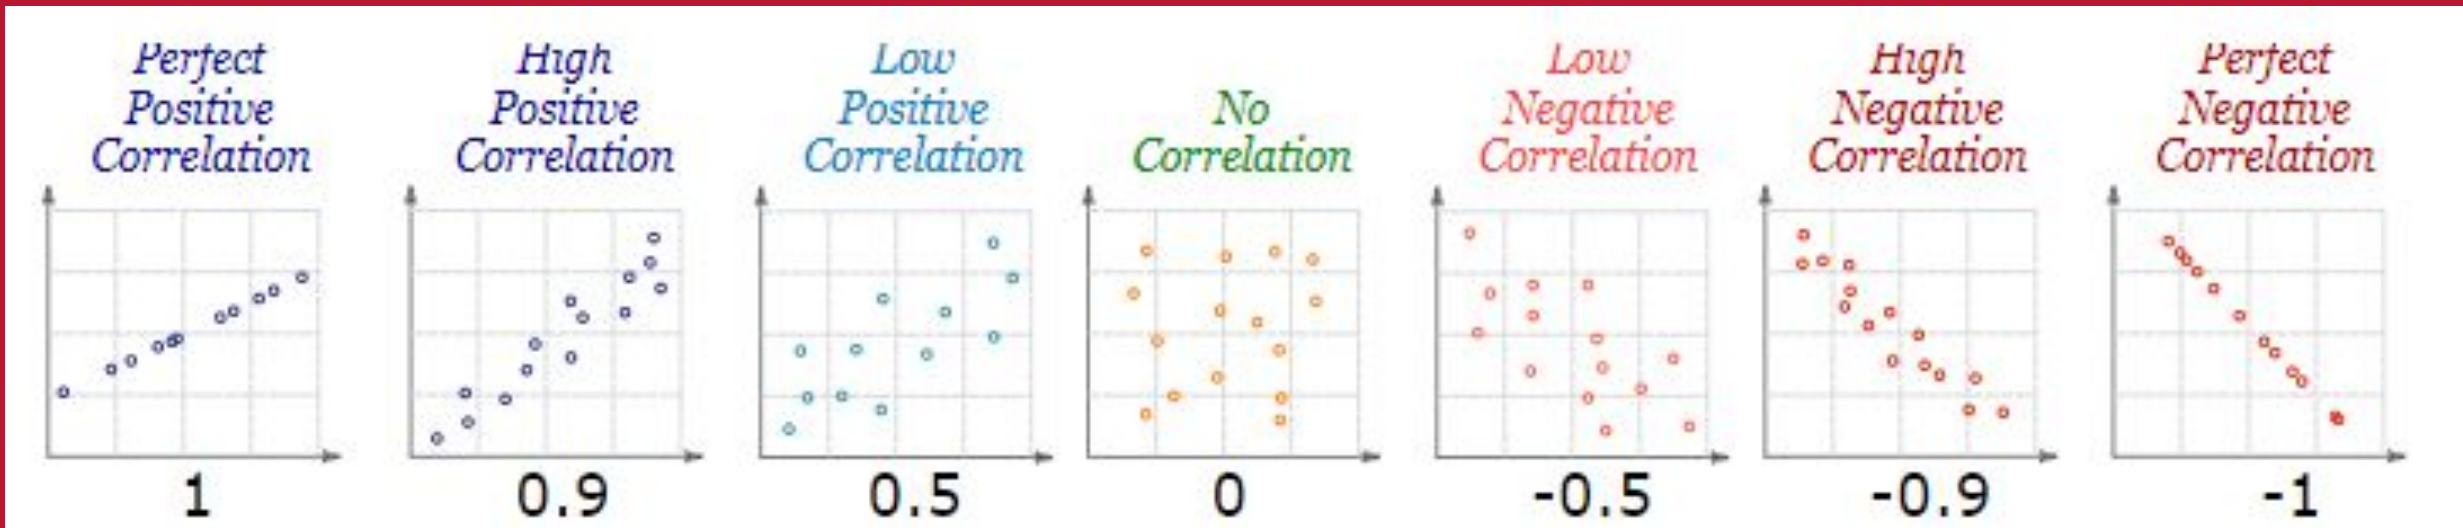 Perfect
Positive
Correlation
High
Positive
Correlation
Low
Positive
Correlation
No
Correlation
Low
Negative
Correlation
High
Negative
Correlation
Perfect
Negative
Correlation
1
0.9
0.5
0
-0.5
-0.9
-1